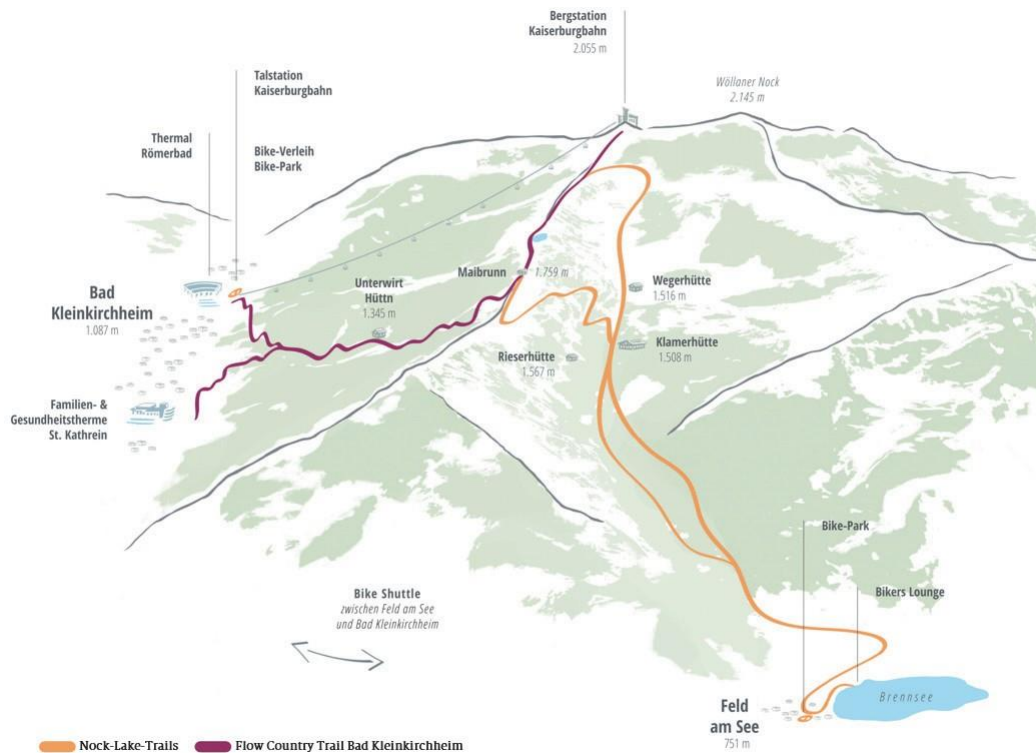 Bergstation
Kaiserburgbahn
2.055 m
Wöllaner Nock
2.145 m
Talstation
Kaiserburgbahn
Thermal
Römerbad
Bike-Verleih
Bike-Park
Maibrunn
1.759 m
Unterwirt
Hüttn
1.345 m
Wegerhütte
1.516 m
Bad
Kleinkirchheim
1.087 m
Rieserhütte
1.567 m
Klamerhütte
1.508 m
Familien- &
Gesundheitstherme
St. Kathrein
Bike-Park
Bikers Lounge
Bike Shuttle
zwischen Feld am See
und Bad Kleinkirchheim
Feld
am See
751 m
Brennsee
Nock-Lake-Trails
Flow Country Trail Bad Kleinkirchheim